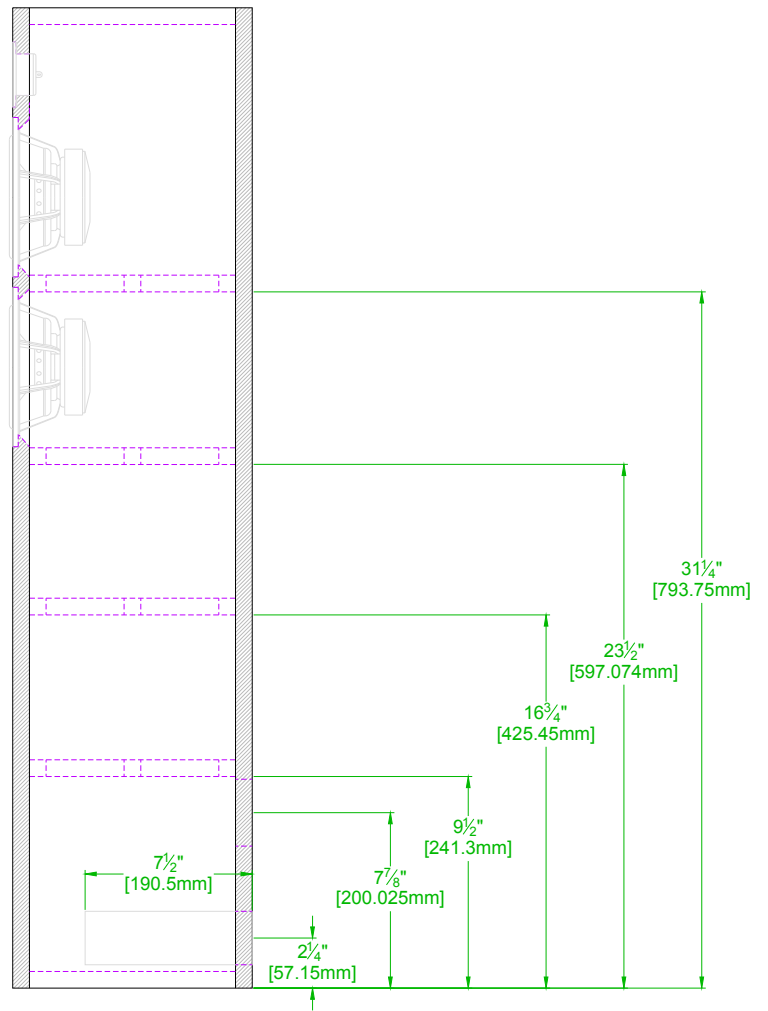 31¼"
[793.75mm]
23½"
[597.074mm]
16¾"
[425.45mm]
9½"
[241.3mm]
7½"
[190.5mm]
7⅞"
[200.025mm]
2¼"
[57.15mm]